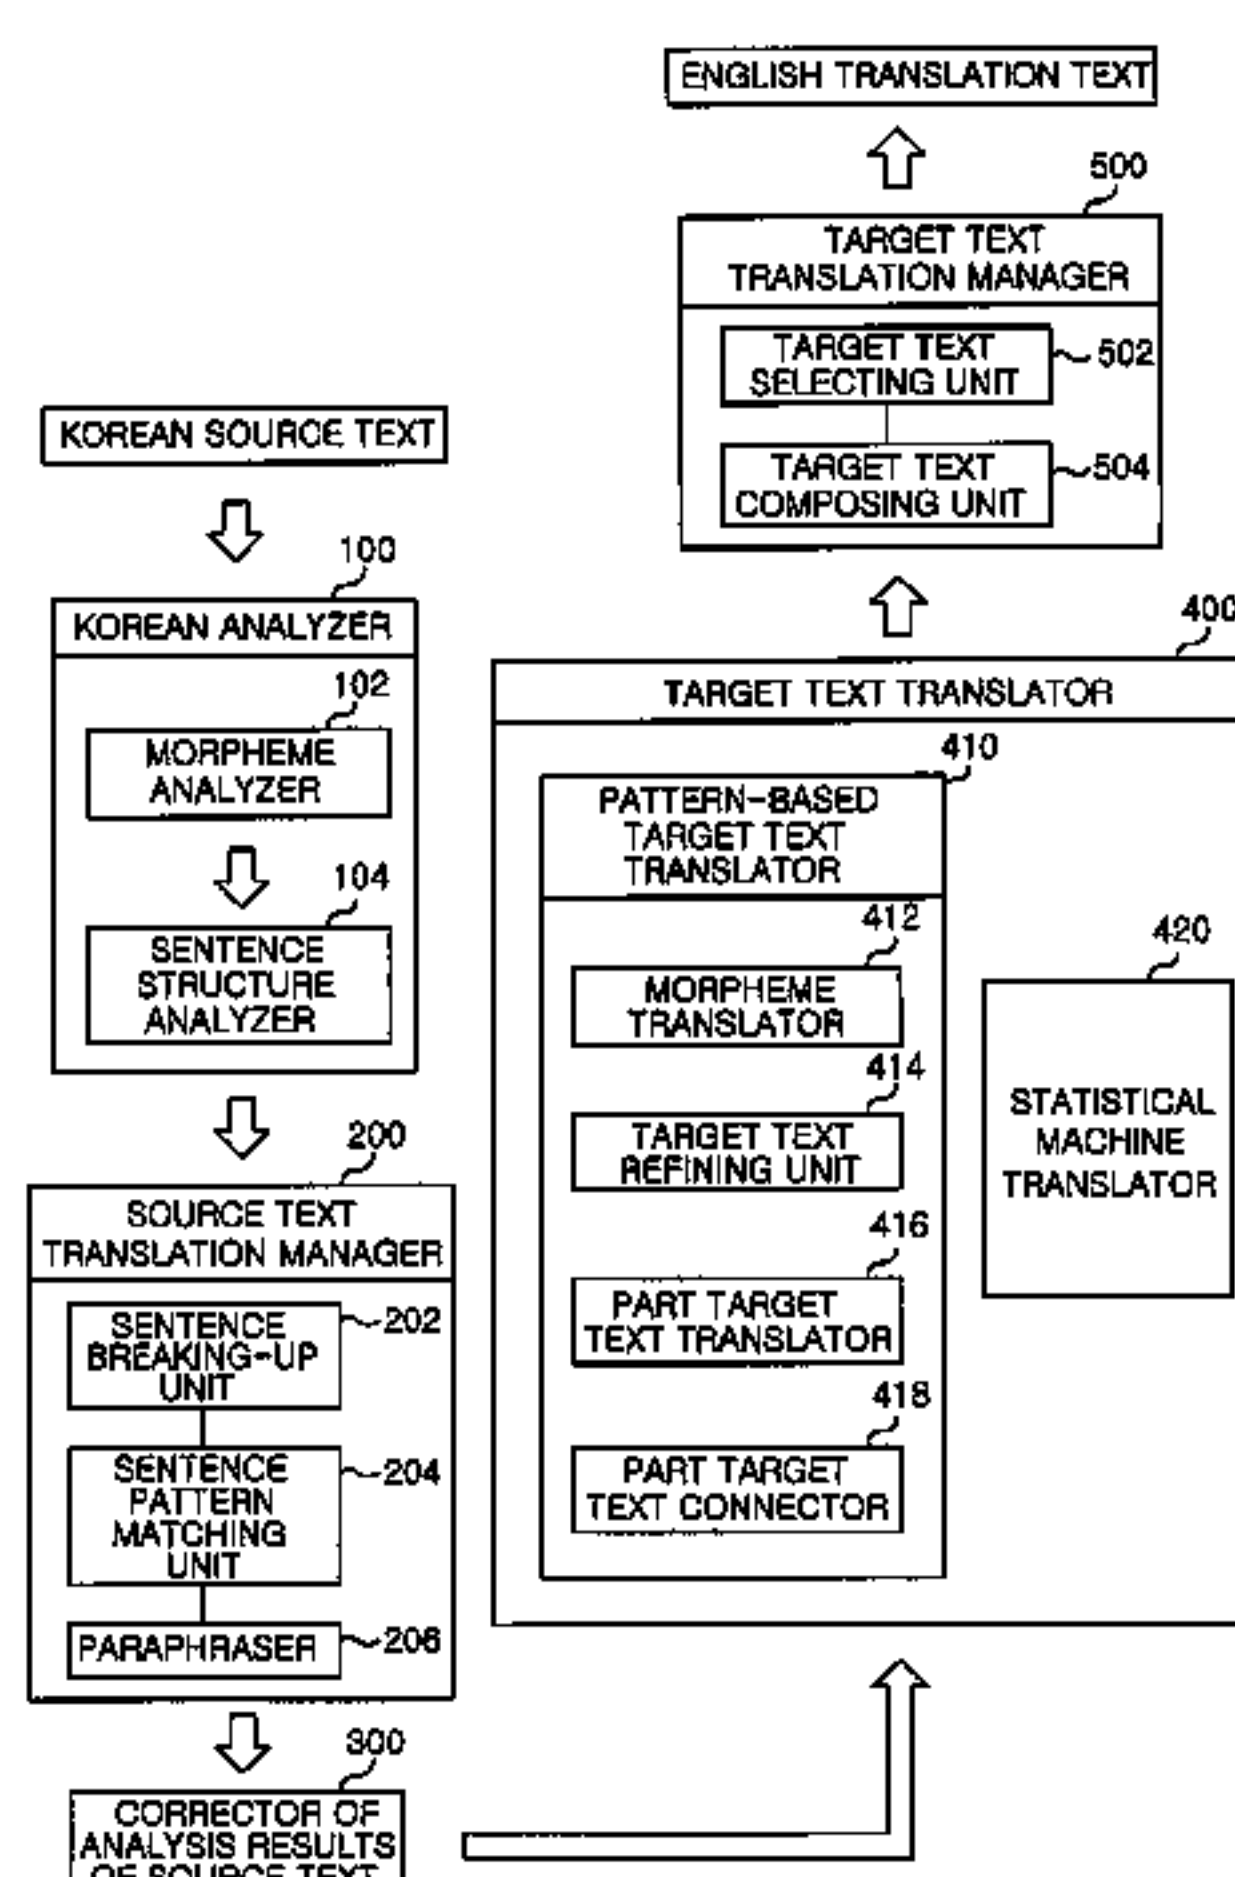 KOREAN SOURCE TEXT
100
KOREAN ANALYZER
102
MORPHEME
ANALYZER
104
SENTENCE
STRUCTURE
ANALYZER
200
SOURCE TEXT
TRANSLATION MANAGER
SENTENCE
BREAKING-UP
UNIT
202
SENTENCE
PATTERN
MATCHING
UNIT
204
PARAPHRASER
206
300
CORRECTOR OF
ANALYSIS RESULTS
OF SOURCE TEXT
ENGLISH TRANSLATION TEXT
500
TARGET TEXT
TRANSLATION MANAGER
TARGET TEXT
SELECTING UNIT
502
TARGET TEXT
COMPOSING UNIT
504
400
TARGET TEXT TRANSLATOR
410
PATTERN-BASED
TARGET TEXT
TRANSLATOR
412
MORPHEME
TRANSLATOR
414
TARGET TEXT
REFINING UNIT
416
PART TARGET
TEXT TRANSLATOR
418
PART TARGET
TEXT CONNECTOR
420
STATISTICAL
MACHINE
TRANSLATOR